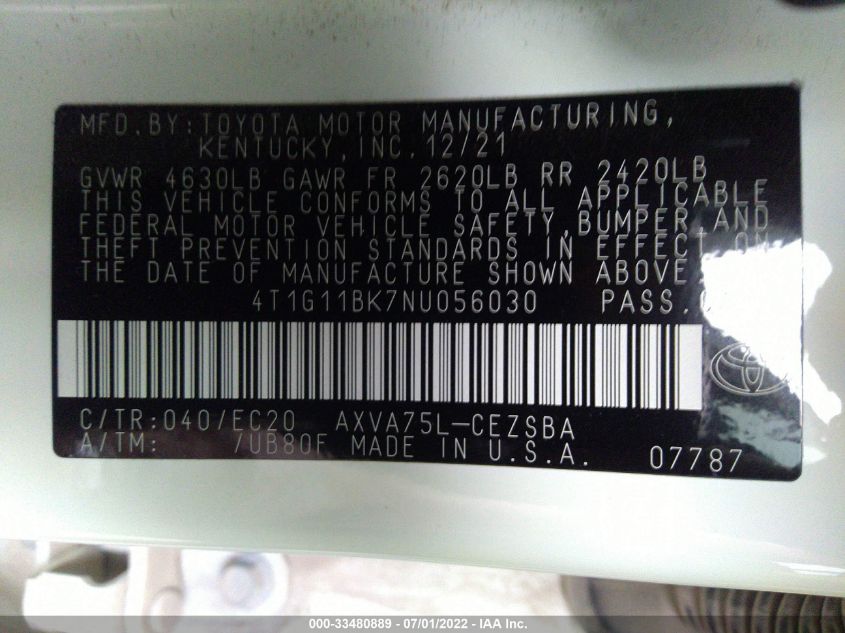 MFD.BY:TOYOTA MOTOR MANUFACTURING,
KENTUCKY,INC.12/21
GVWR 4630LB GAWR FR 2620LB RR 2420LB
THIS VEHICLE CONFORMS TO ALL APPLICABLE
FEDERAL MOTOR VEHICLE SAFETY,BUMPER,AND
THEFT PREVENTION STANDARDS IN EFFECT ON
THE DATE OF MANUFACTURE SHOWN ABOVE.
4T1G11BK7NU056030 PASS.
C/TR:040/EC20 AXVA75L-CEZSBA
A/TM: /UB80F MADE IN U.S.A. 07787
000-33480889 - 07/01/2022 - IAA Inc.